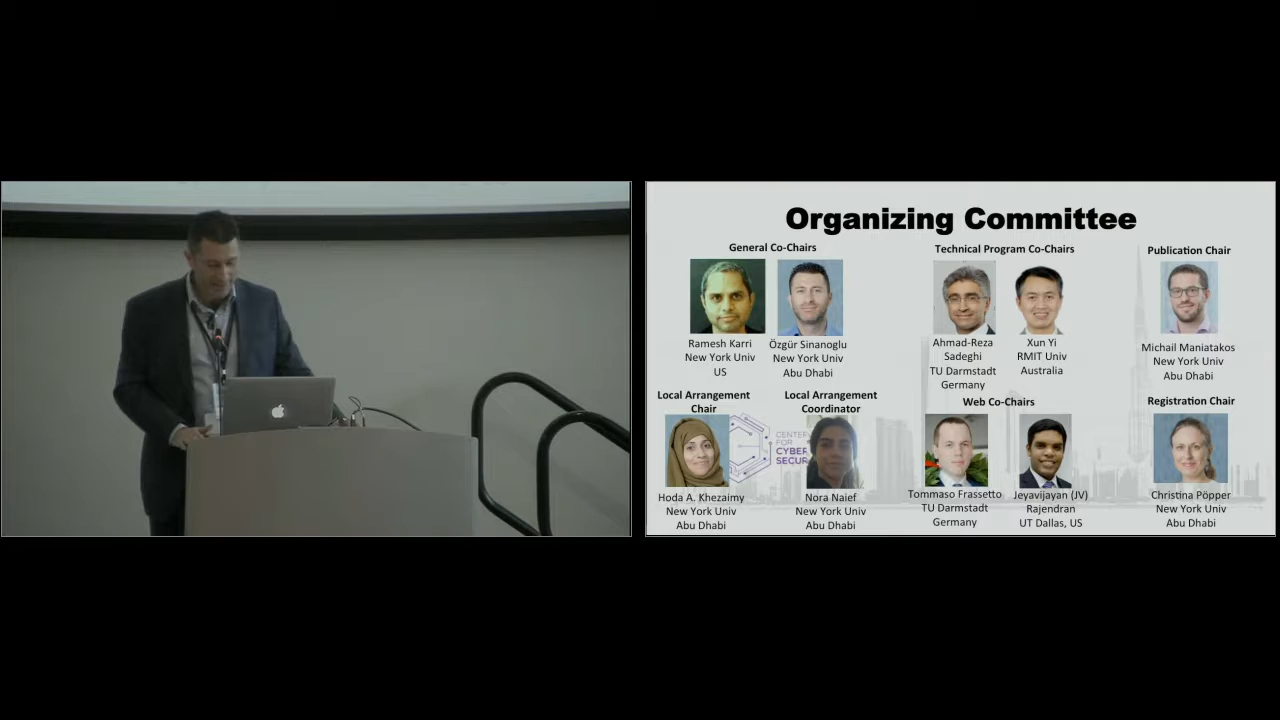 Organizing Committee
General Co-Chairs
Ramesh Karri
New York Univ
US
Özgür Sinanoglu
New York Univ
Abu Dhabi
Technical Program Co-Chairs
Ahmad-Reza
Sadeghi
TU Darmstadt
Germany
Xun Yi
RMIT Univ
Australia
Publication Chair
Michail Maniatakos
New York Univ
Abu Dhabi
Local Arrangement
Chair
Hoda A. Khezaimy
New York Univ
Abu Dhabi
CENTER
FOR
CYBER
SECUR
Local Arrangement
Coordinator
Nora Naief
New York Univ
Abu Dhabi
Web Co-Chairs
Tommaso Frassetto
TU Darmstadt
Germany
Jeyavijayan (JV)
Rajendran
UT Dallas, US
Registration Chair
Christina Pöpper
New York Univ
Abu Dhabi